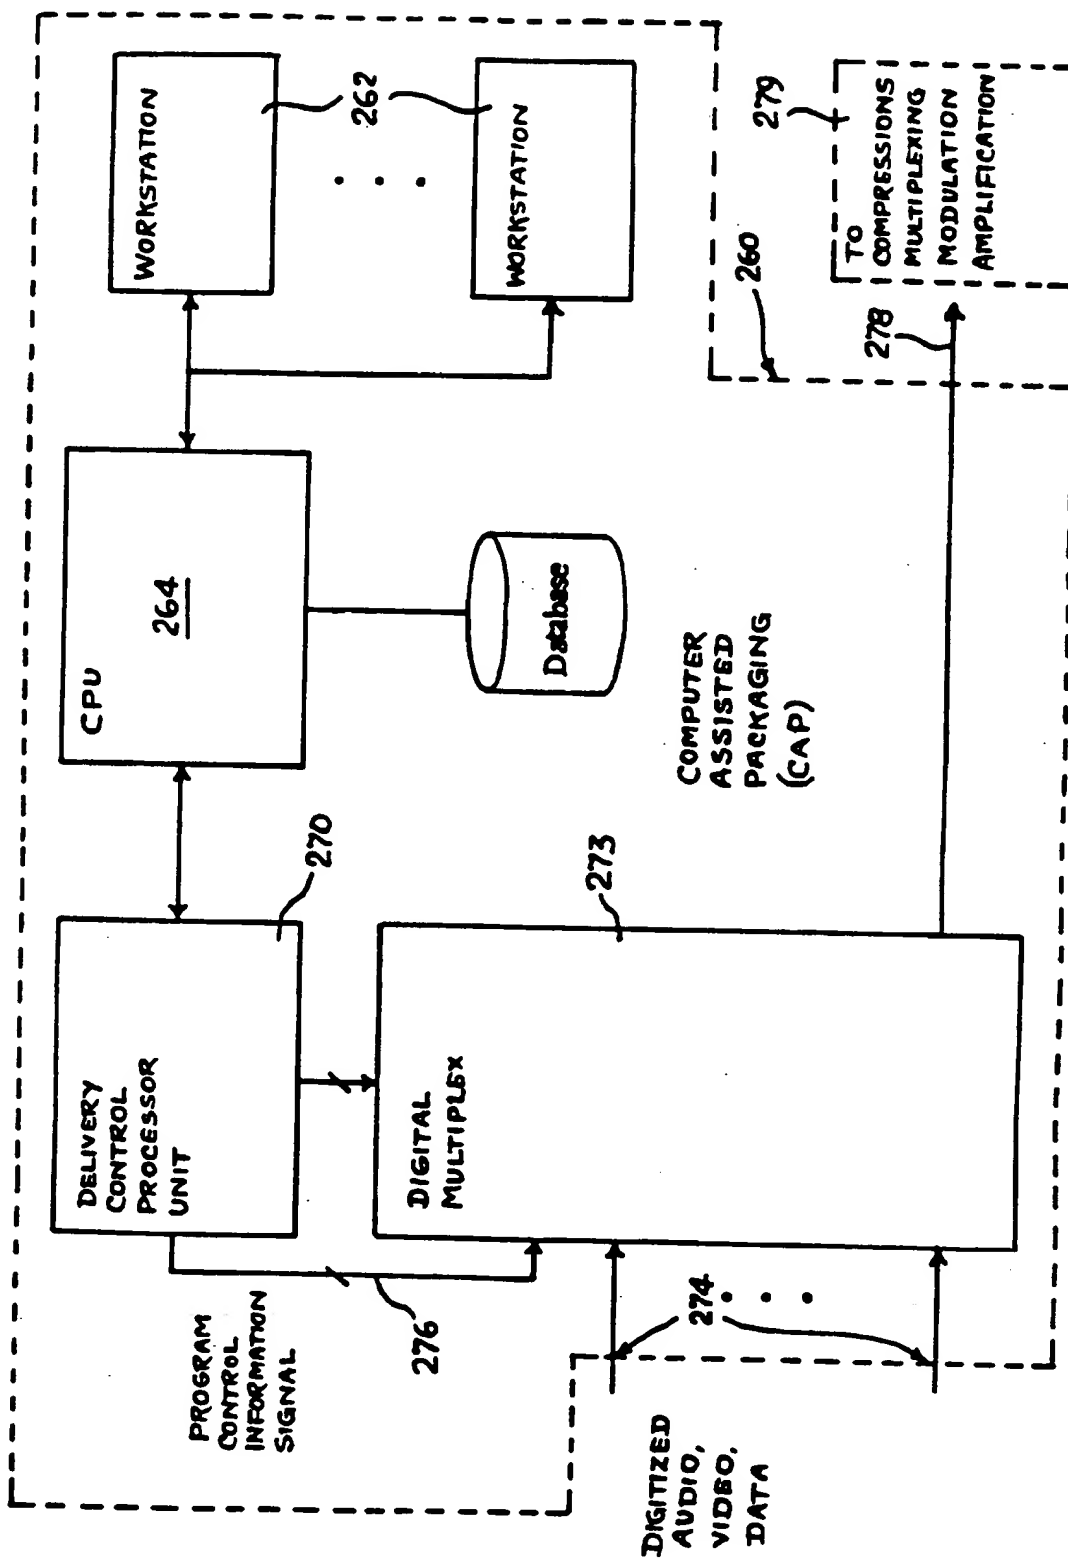 PROGRAM
CONTROL
INFORMATION
SIGNAL
276
DELIVERY
CONTROL
PROCESSOR
UNIT
270
CPU
264
WORKSTATION
262
WORKSTATION
Database
DIGITIZED
AUDIO,
VIDEO,
DATA
274
DIGITAL
MULTIPLEX
273
COMPUTER
ASSISTED
PACKAGING
(CAP)
260
278
279
TO
COMPRESSIONS
MULTIPLEXING
MODULATION
AMPLIFICATION